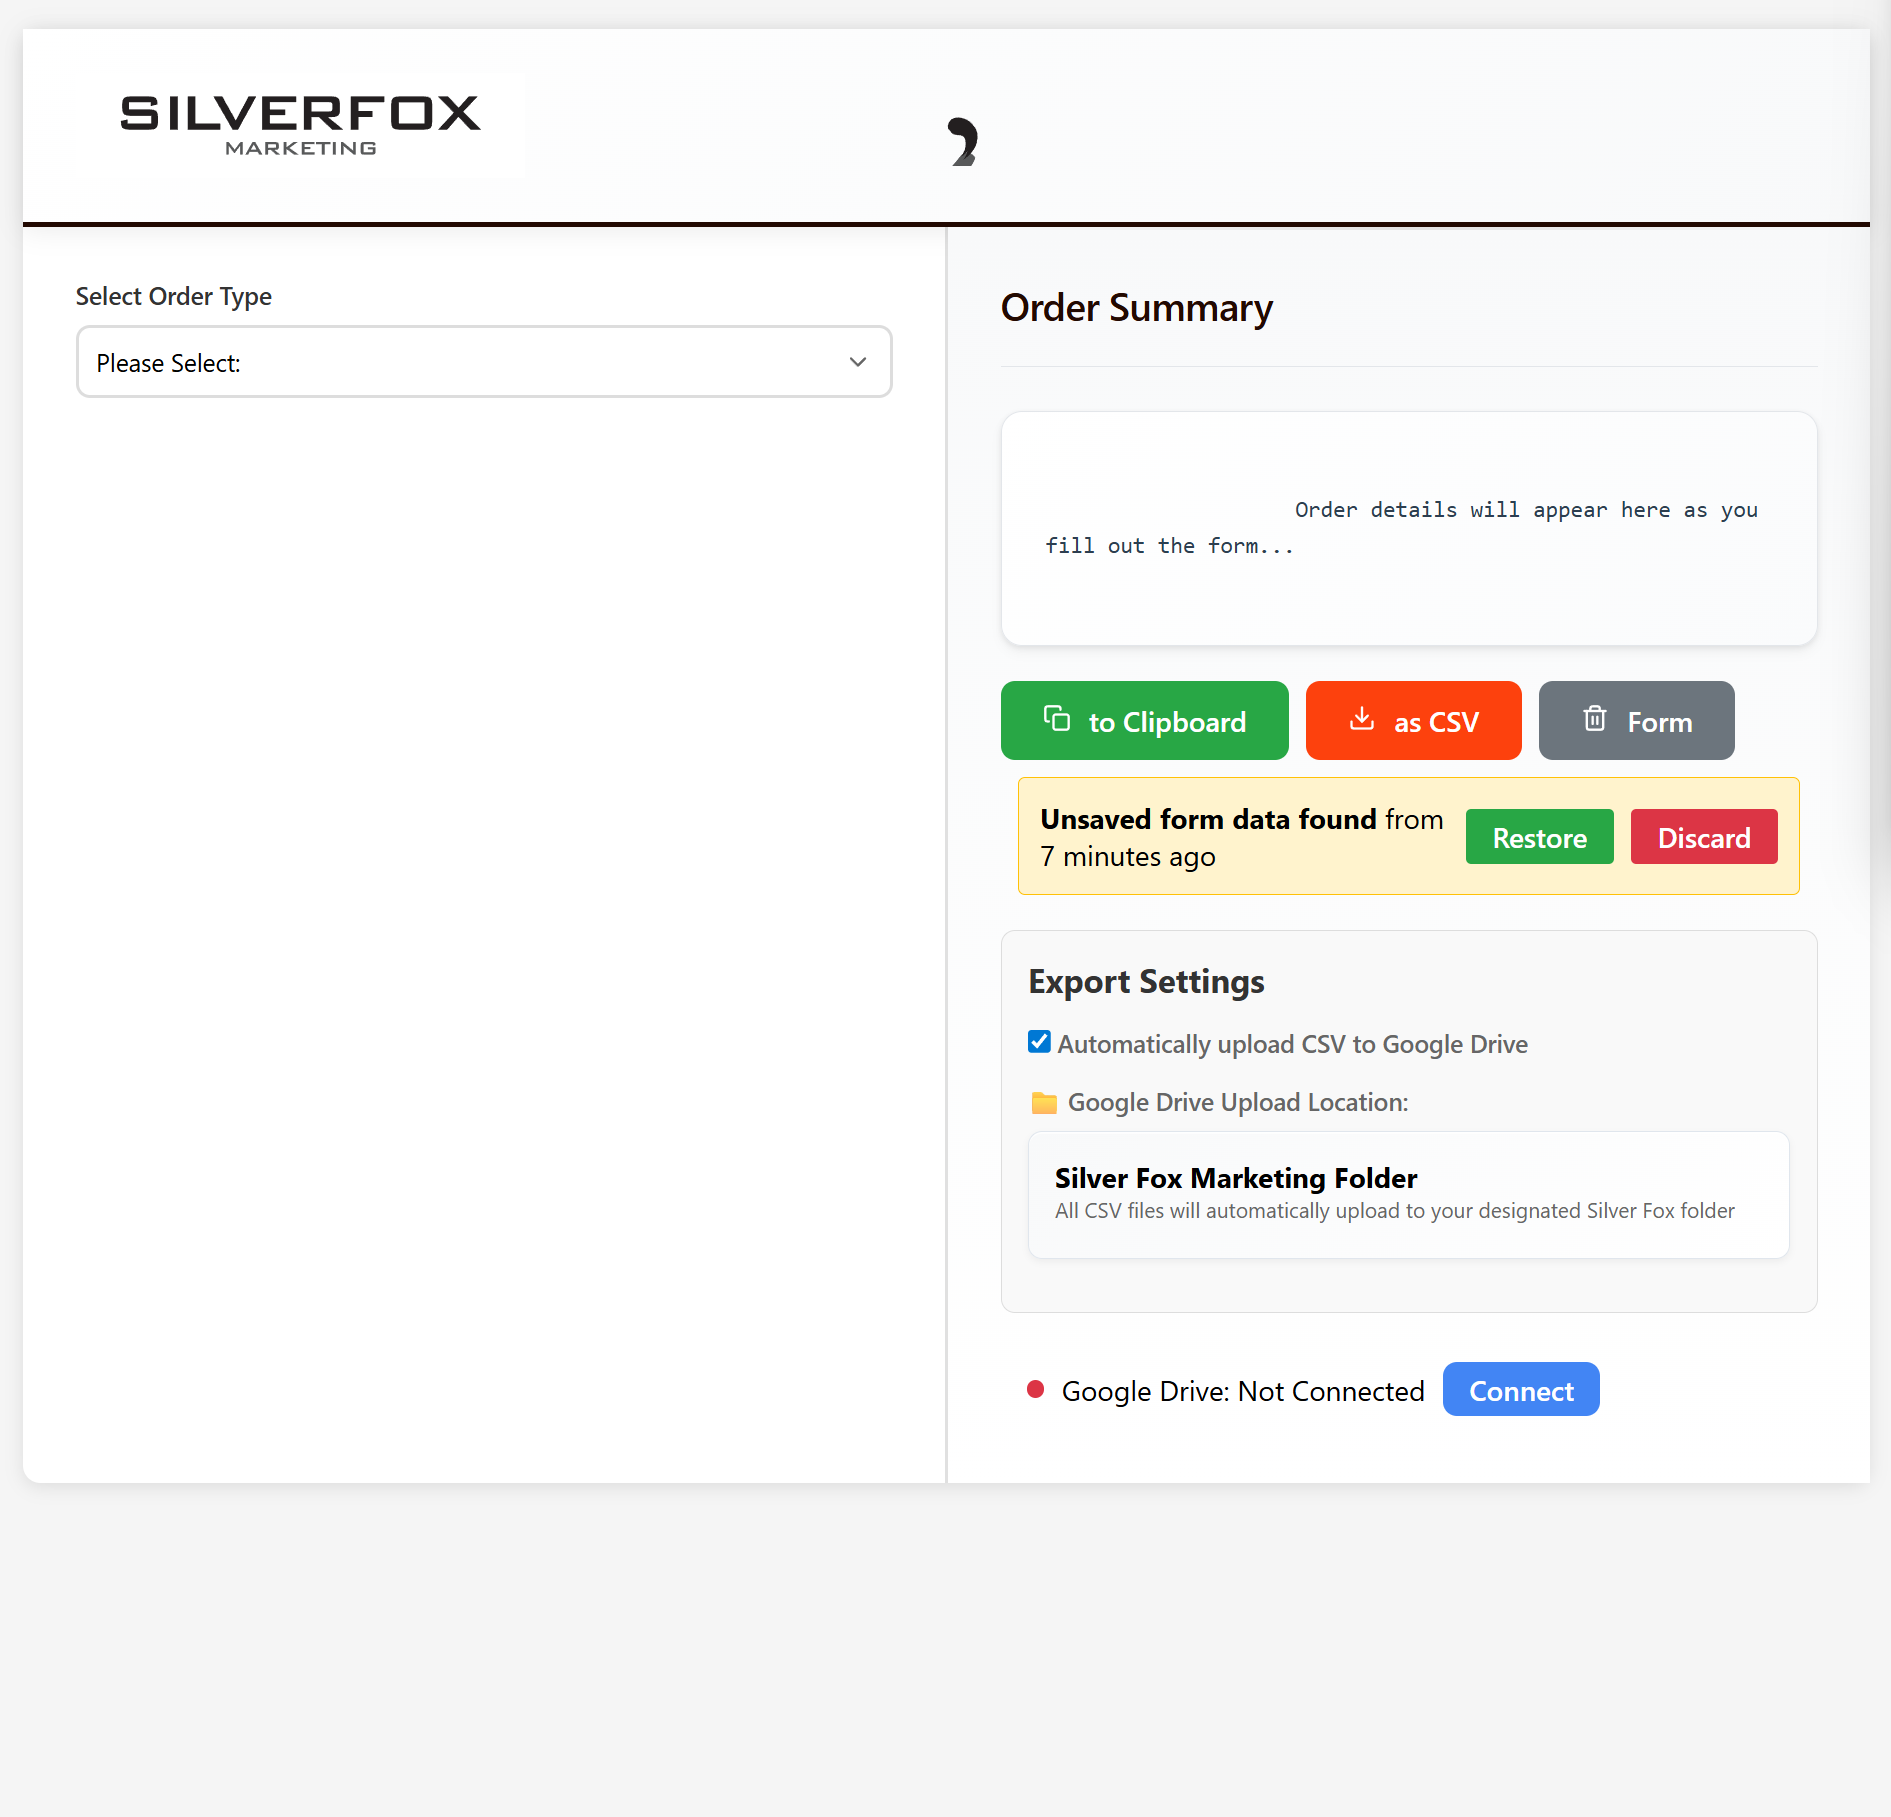 SILVERFOX
MARKETING
Select Order Type
Please Select:
Order Summary
Order details will appear here as you
fill out the form...
to Clipboard
as CSV
Form
Unsaved form data found from
7 minutes ago
Restore
Discard
Export Settings
Automatically upload CSV to Google Drive
Google Drive Upload Location:
Silver Fox Marketing Folder
All CSV files will automatically upload to your designated Silver Fox folder
Google Drive: Not Connected
Connect